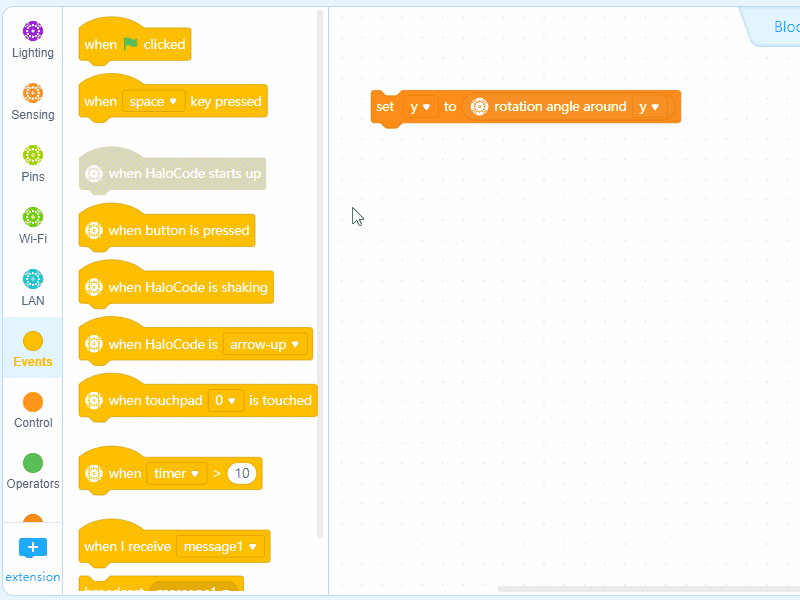 Lighting
Sensing
Pins
Wi-Fi
LAN
Events
Control
Operators
extension
when clicked
when space key pressed
when HaloCode starts up
when button is pressed
when HaloCode is shaking
when HaloCode is arrow-up
when touchpad 0 is touched
when timer > 10
when I receive message1
broadcast message1
set y to rotation angle around y